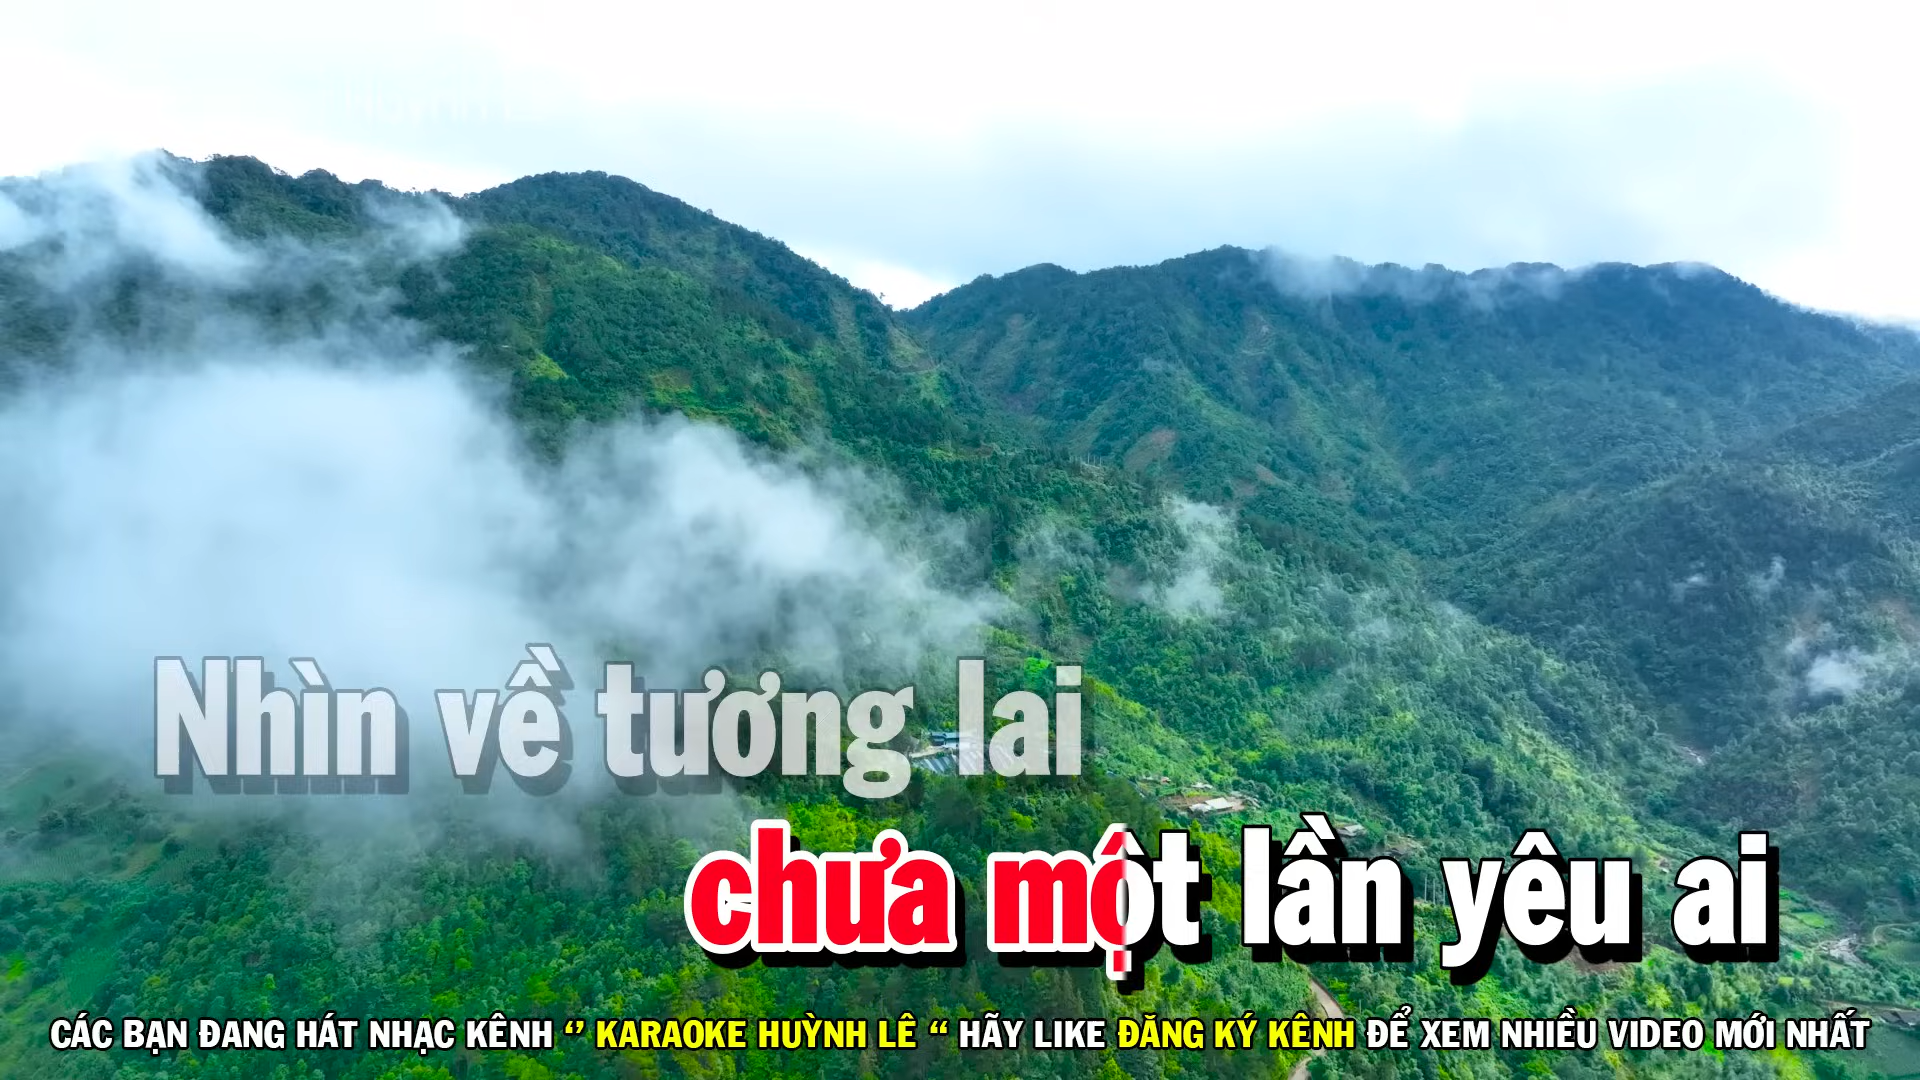 Nhìn về tương lai
chưa một lần yêu ai
CÁC BẠN ĐANG HÁT NHẠC KÊNH ‘’ KARAOKE HUỲNH LÊ “ HÃY LIKE ĐĂNG KÝ KÊNH ĐỂ XEM NHIỀU VIDEO MỚI NHẤT